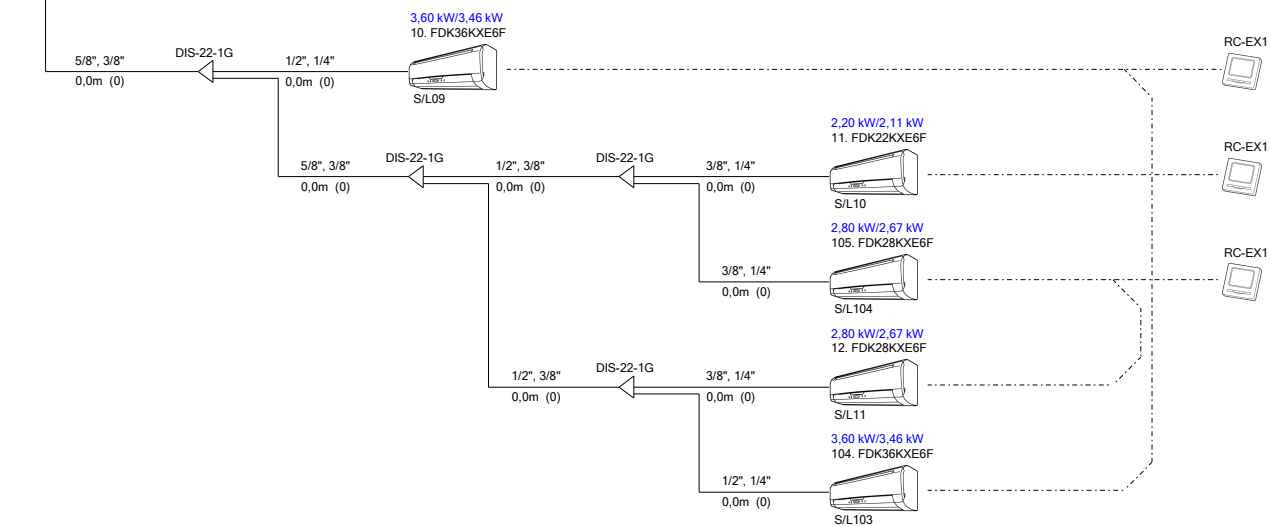 3,60 kW/3,46 kW
10. FDK36KXE6F
RC-EX1
DIS-22-1G
5/8", 3/8"
1/2", 1/4"
0,0m (0)
0,0m (0)
S/L09
2,20 kW/2,11 kW
11. FDK22KXE6F
RC-EX1
DIS-22-1G
DIS-22-1G
5/8", 3/8"
1/2", 3/8"
3/8", 1/4"
0,0m (0)
0,0m (0)
0,0m (0)
S/L10
2,80 kW/2,67 kW
105. FDK28KXE6F
RC-EX1
3/8", 1/4"
0,0m (0)
S/L104
2,80 kW/2,67 kW
12. FDK28KXE6F
DIS-22-1G
1/2", 3/8"
3/8", 1/4"
0,0m (0)
0,0m (0)
S/L11
3,60 kW/3,46 kW
104. FDK36KXE6F
1/2", 1/4"
0,0m (0)
S/L103